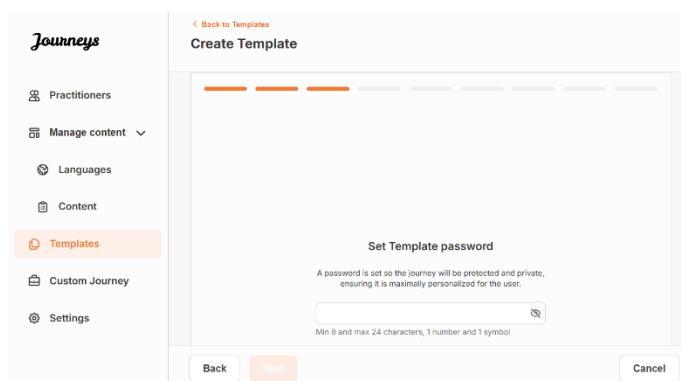 Journeys
Practitioners
Manage content
Languages
Content
Templates
Custom Journey
Settings
Back to Templates
Create Template
Set Template password
A password is set so the journey will be protected and private,
ensuring it is maximally personalized for the user.
Min 8 and max 24 characters, 1 number and 1 symbol
Back
Next
Cancel